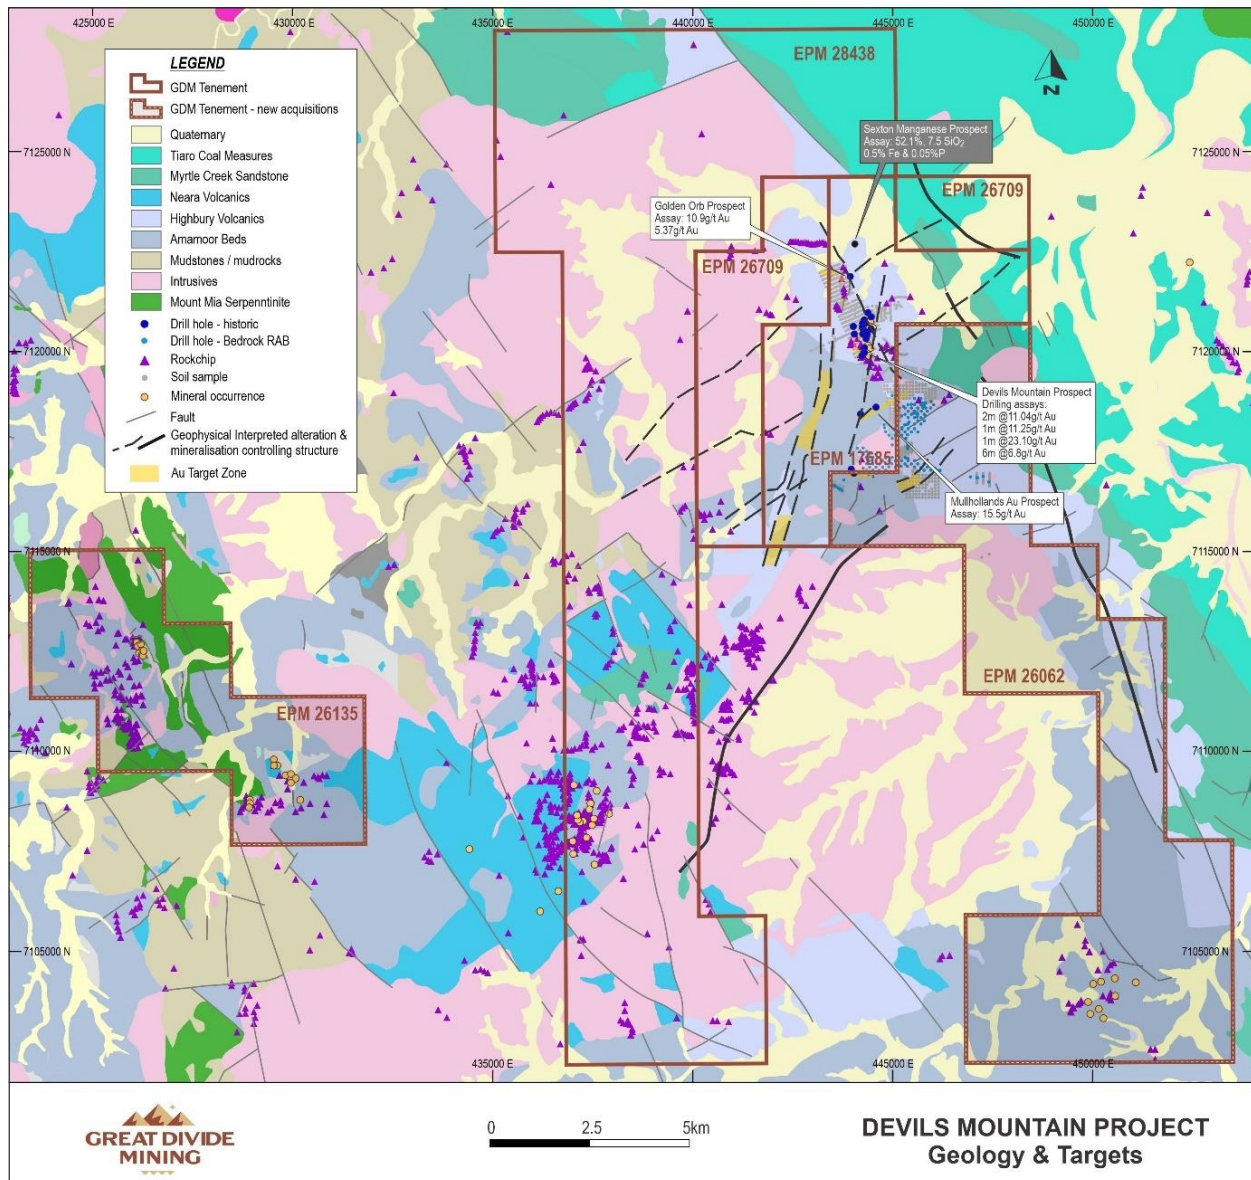 425000 E
430000 E
435000 E
440000 E
445000 E
450000 E
LEGEND
GDM Tenement
GDM Tenement - new acquisitions
Quaternary
Tiaro Coal Measures
Myrtle Creek Sandstone
Neara Volcanics
Highbury Volcanics
Amamoor Beds
Mudstones / mudrocks
Intrusives
Mount Mia Serpenntinite
Drill hole - historic
Drill hole - Bedrock RAB
Rockchip
Soil sample
Mineral occurrence
Fault
Geophysical Interpreted alteration &
mineralisation controlling structure
Au Target Zone
EPM 28438
N
Sexton Manganese Prospect
Assay: 52.1%, 7.5 SiO2
0.5% Fe & 0.05%P
7125000 N
7125000 N
EPM 26709
Golden Orb Prospect
Assay: 10.9g/t Au
5.37g/t Au
EPM 26709
7120000 N
7120000 N
Devils Mountain Prospect
Drilling assays:
2m @11.04g/t Au
1m @11.25g/t Au
1m @23.10g/t Au
6m @6.8g/t Au
EPM 17685
Mullhollands Au Prospect
Assay: 15.5g/t Au
7115000 N
7115000 N
EPM 26062
EPM 26135
7110000 N
7110000 N
7105000 N
7105000 N
435000 E
445000 E
450000 E
GREAT DIVIDE
MINING
0 2.5 5km
DEVILS MOUNTAIN PROJECT
Geology & Targets